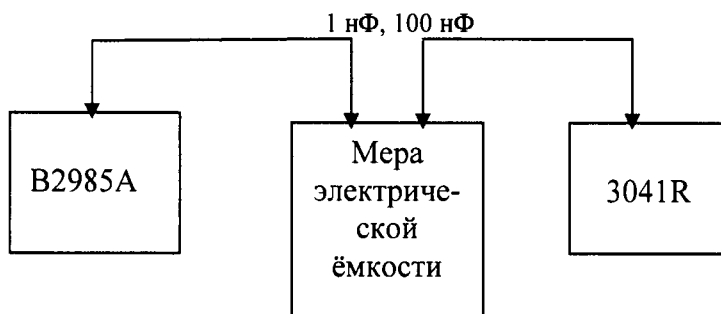 1 нФ, 100 нФ
B2985A
Мера
электриче-
ской
ёмкости
3041R